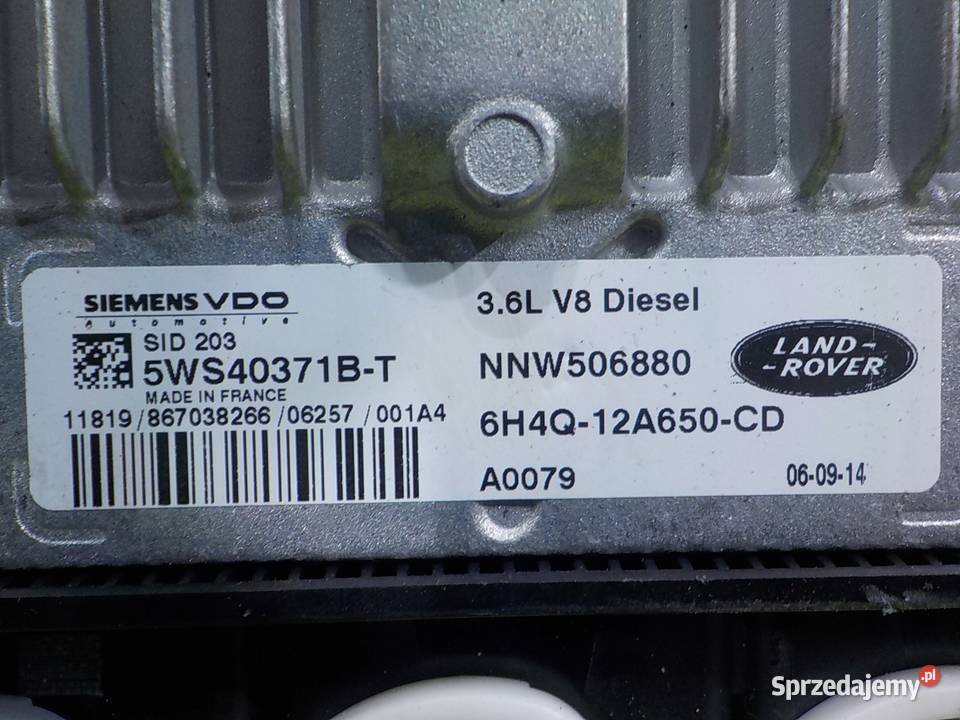 SIEMENS VDO
automotive
SID 203
5WS40371B-T
MADE IN FRANCE
11819/867038266/06257/001A4
3.6L V8 Diesel
NNW506880
6H4Q-12A650-CD
A0079
LAND-
-ROVER
06-09-14
Sprzedajemy.pl